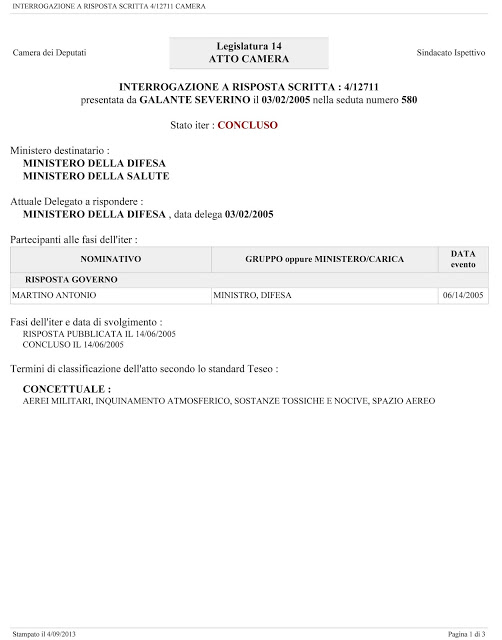 INTERROGAZIONE A RISPOSTA SCRITTA 4/12711 CAMERA
Camera dei Deputati
Legislatura 14
ATTO CAMERA
Sindacato Ispettivo
INTERROGAZIONE A RISPOSTA SCRITTA : 4/12711
presentata da GALANTE SEVERINO il 03/02/2005 nella seduta numero 580
Stato iter : CONCLUSO
Ministero destinatario :
MINISTERO DELLA DIFESA
MINISTERO DELLA SALUTE
Attuale Delegato a rispondere :
MINISTERO DELLA DIFESA , data delega 03/02/2005
Partecipanti alle fasi dell'iter :
NOMINATIVO GRUPPO oppure MINISTERO/CARICA DATA
evento
RISPOSTA GOVERNO
MARTINO ANTONIO MINISTRO, DIFESA 06/14/2005
Fasi dell'iter e data di svolgimento :
RISPOSTA PUBBLICATA IL 14/06/2005
CONCLUSO IL 14/06/2005
Termini di classificazione dell'atto secondo lo standard Teseo :
CONCETTUALE :
AEREI MILITARI, INQUINAMENTO ATMOSFERICO, SOSTANZE TOSSICHE E NOCIVE, SPAZIO AEREO
Stampato il 4/09/2013
Pagina 1 di 3